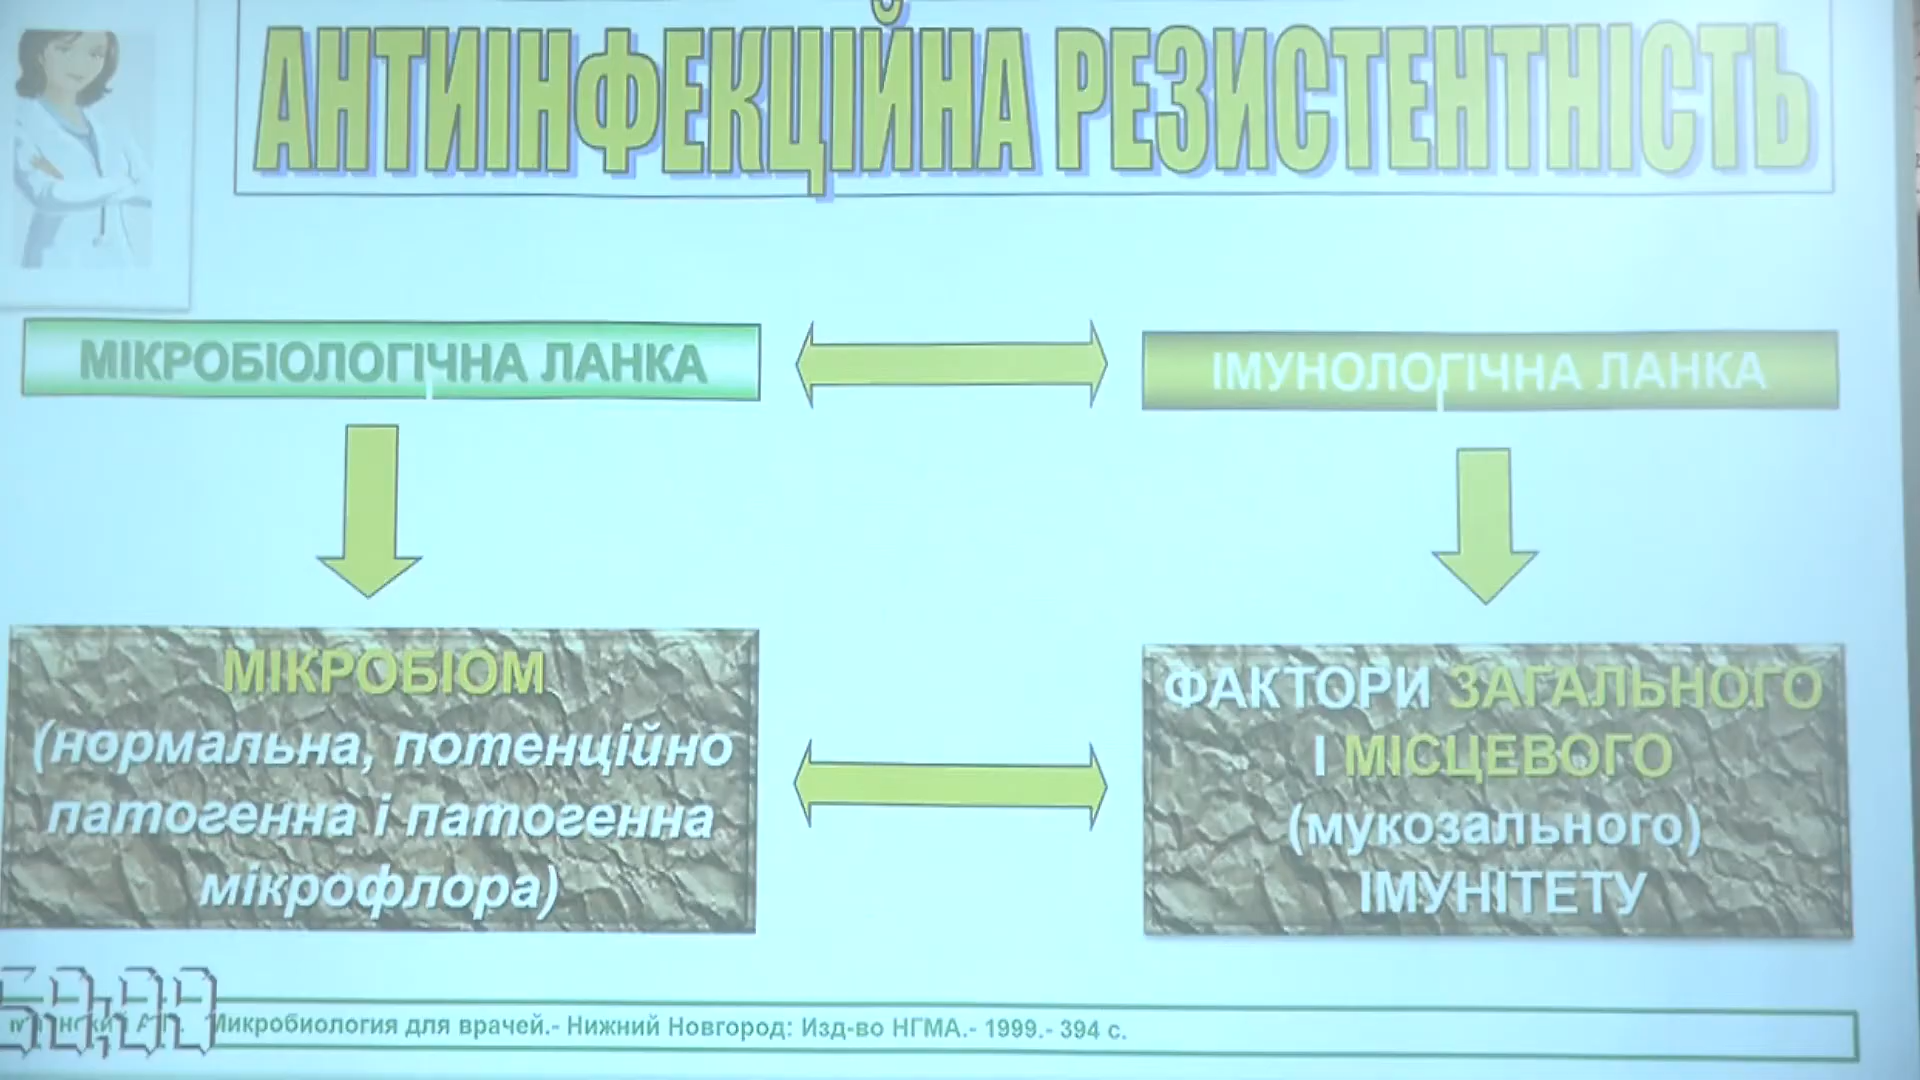 АНТИІНФЕКЦІЙНА РЕЗИСТЕНТНІСТЬ
МІКРОБІОЛОГІЧНА ЛАНКА
ІМУНОЛОГІЧНА ЛАНКА
МІКРОБІОМ
(нормальна, потенційно
патогенна і патогенна
мікрофлора)
ФАКТОРИ ЗАГАЛЬНОГО
І МІСЦЕВОГО
(мукозального)
ІМУНІТЕТУ
Микробиология для врачей.- Нижний Новгород: Изд-во НГМА.- 1999.- 394 с.